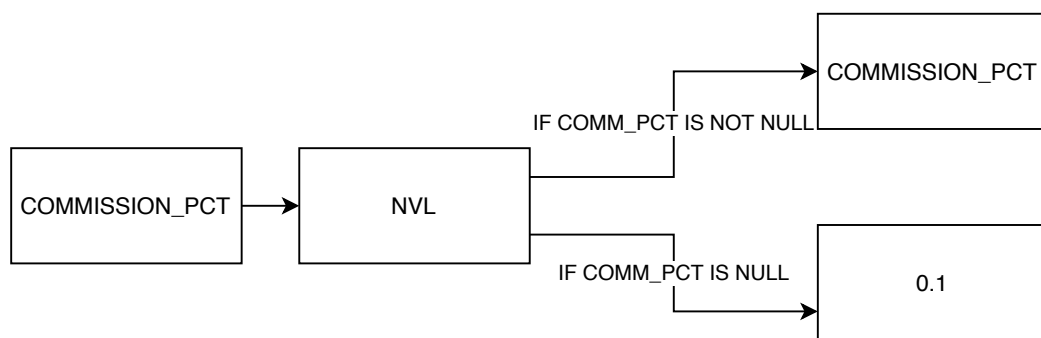 COMMISSION_PCT
IF COMM_PCT IS NOT NULL
COMMISSION_PCT
NVL
IF COMM_PCT IS NULL
0.1